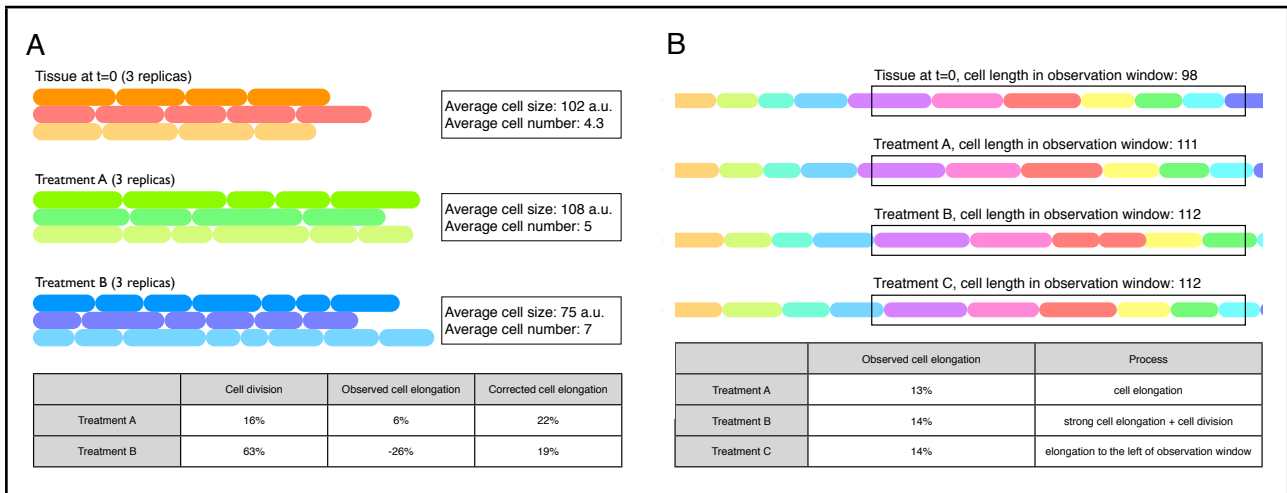 A
Tissue at t=0 (3 replicas)
Average cell size: 102 a.u.
Average cell number: 4.3
Treatment A (3 replicas)
Average cell size: 108 a.u.
Average cell number: 5
Treatment B (3 replicas)
Average cell size: 75 a.u.
Average cell number: 7
Cell division Observed cell elongation Corrected cell elongation
Treatment A 16% 6% 22%
Treatment B 63% -26% 19%
B
Tissue at t=0, cell length in observation window: 98
Treatment A, cell length in observation window: 111
Treatment B, cell length in observation window: 112
Treatment C, cell length in observation window: 112
Observed cell elongation Process
Treatment A 13% cell elongation
Treatment B 14% strong cell elongation + cell division
Treatment C 14% elongation to the left of observation window